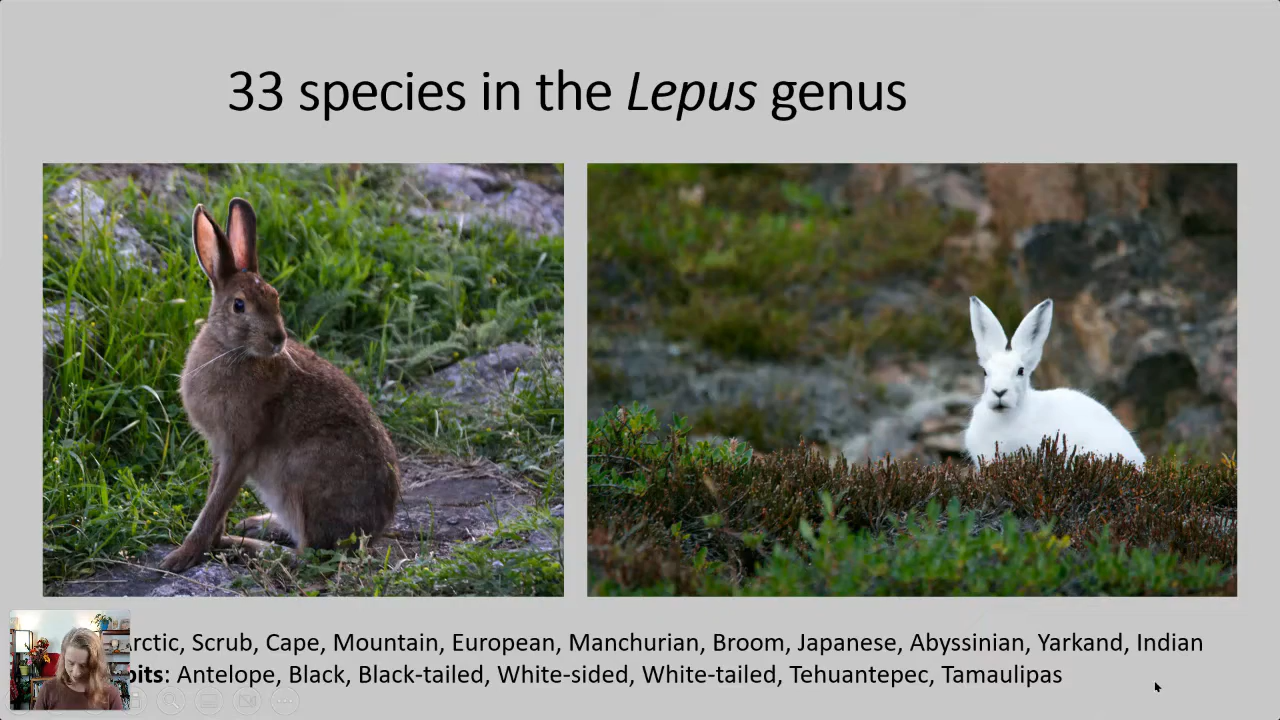 33 species in the Lepus genus
rctic, Scrub, Cape, Mountain, European, Manchurian, Broom, Japanese, Abyssinian, Yarkand, Indian
bits: Antelope, Black, Black-tailed, White-sided, White-tailed, Tehuantepec, Tamaulipas